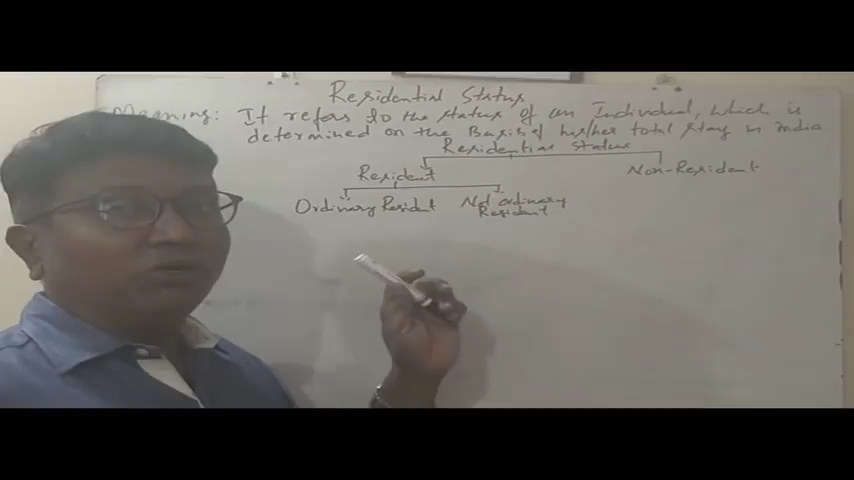 Residential Status
Meaning: It refers to the status of an Individual, which is
determined on the Basis of his/her total stay in India
Residential Status
Resident Non-Resident
Ordinary Resident Not ordinary
Resident